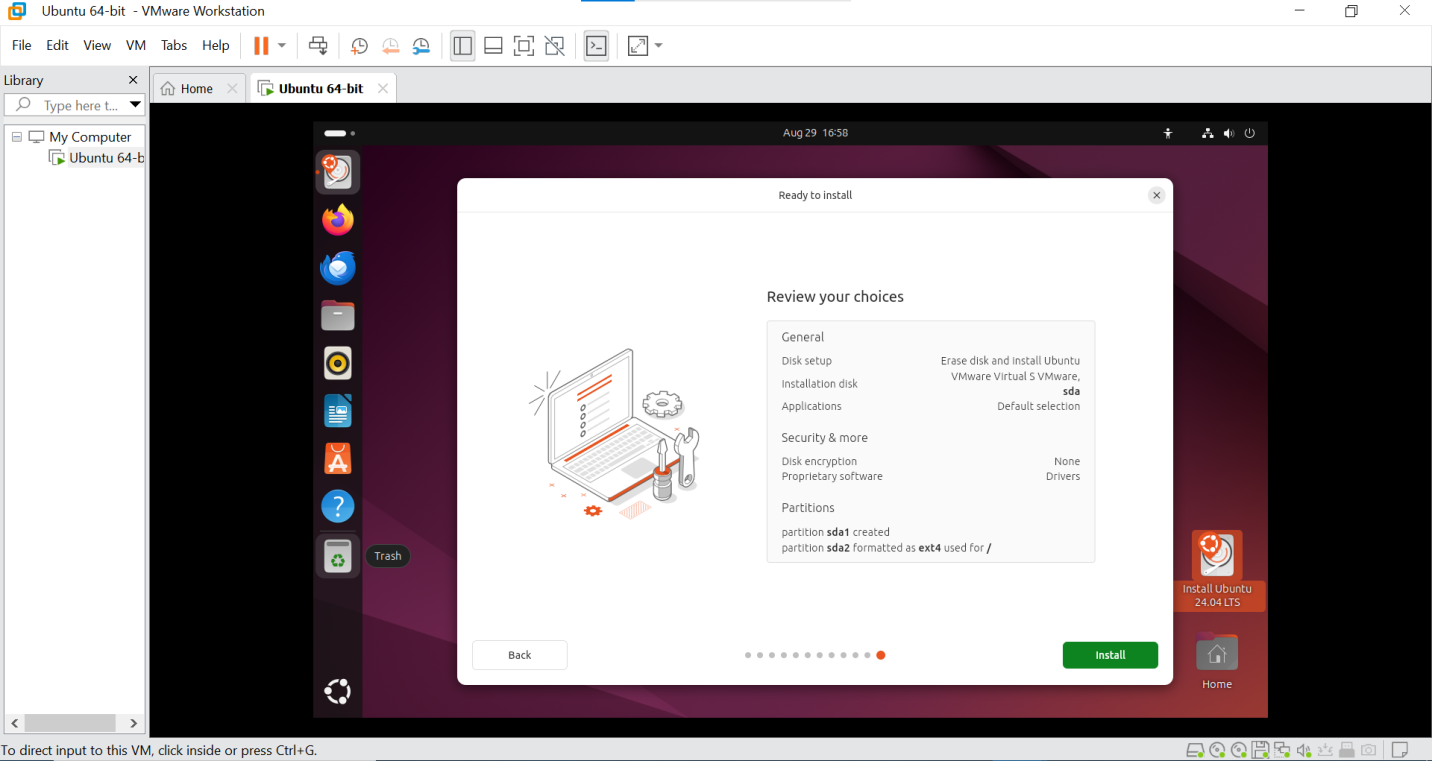 Ubuntu 64-bit - VMware Workstation
File Edit View VM Tabs Help
Library
Home
Ubuntu 64-bit
Type here t...
My Computer
Ubuntu 64-b
Aug 29 16:58
Ready to install
Review your choices
General
Disk setup Erase disk and install Ubuntu
Installation disk VMware Virtual S VMware,
sda
Applications Default selection
Security & more
Disk encryption None
Proprietary software Drivers
Partitions
partition sda1 created
partition sda2 formatted as ext4 used for /
Trash
Install Ubuntu
24.04 LTS
Back
Install
Home
To direct input to this VM, click inside or press Ctrl+G.